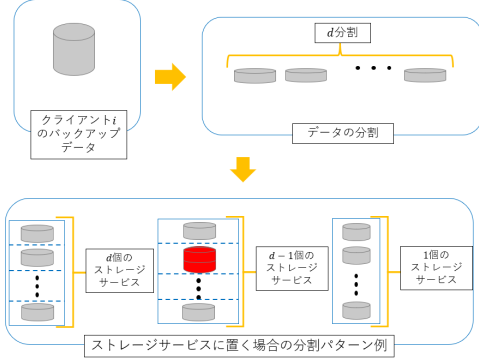 d分割
クライアントi
のバックアップ
データ
データの分割
d個の
ストレージ
サービス
d−1個の
ストレージ
サービス
1個の
ストレージ
サービス
ストレージサービスに置く場合の分割パターン例